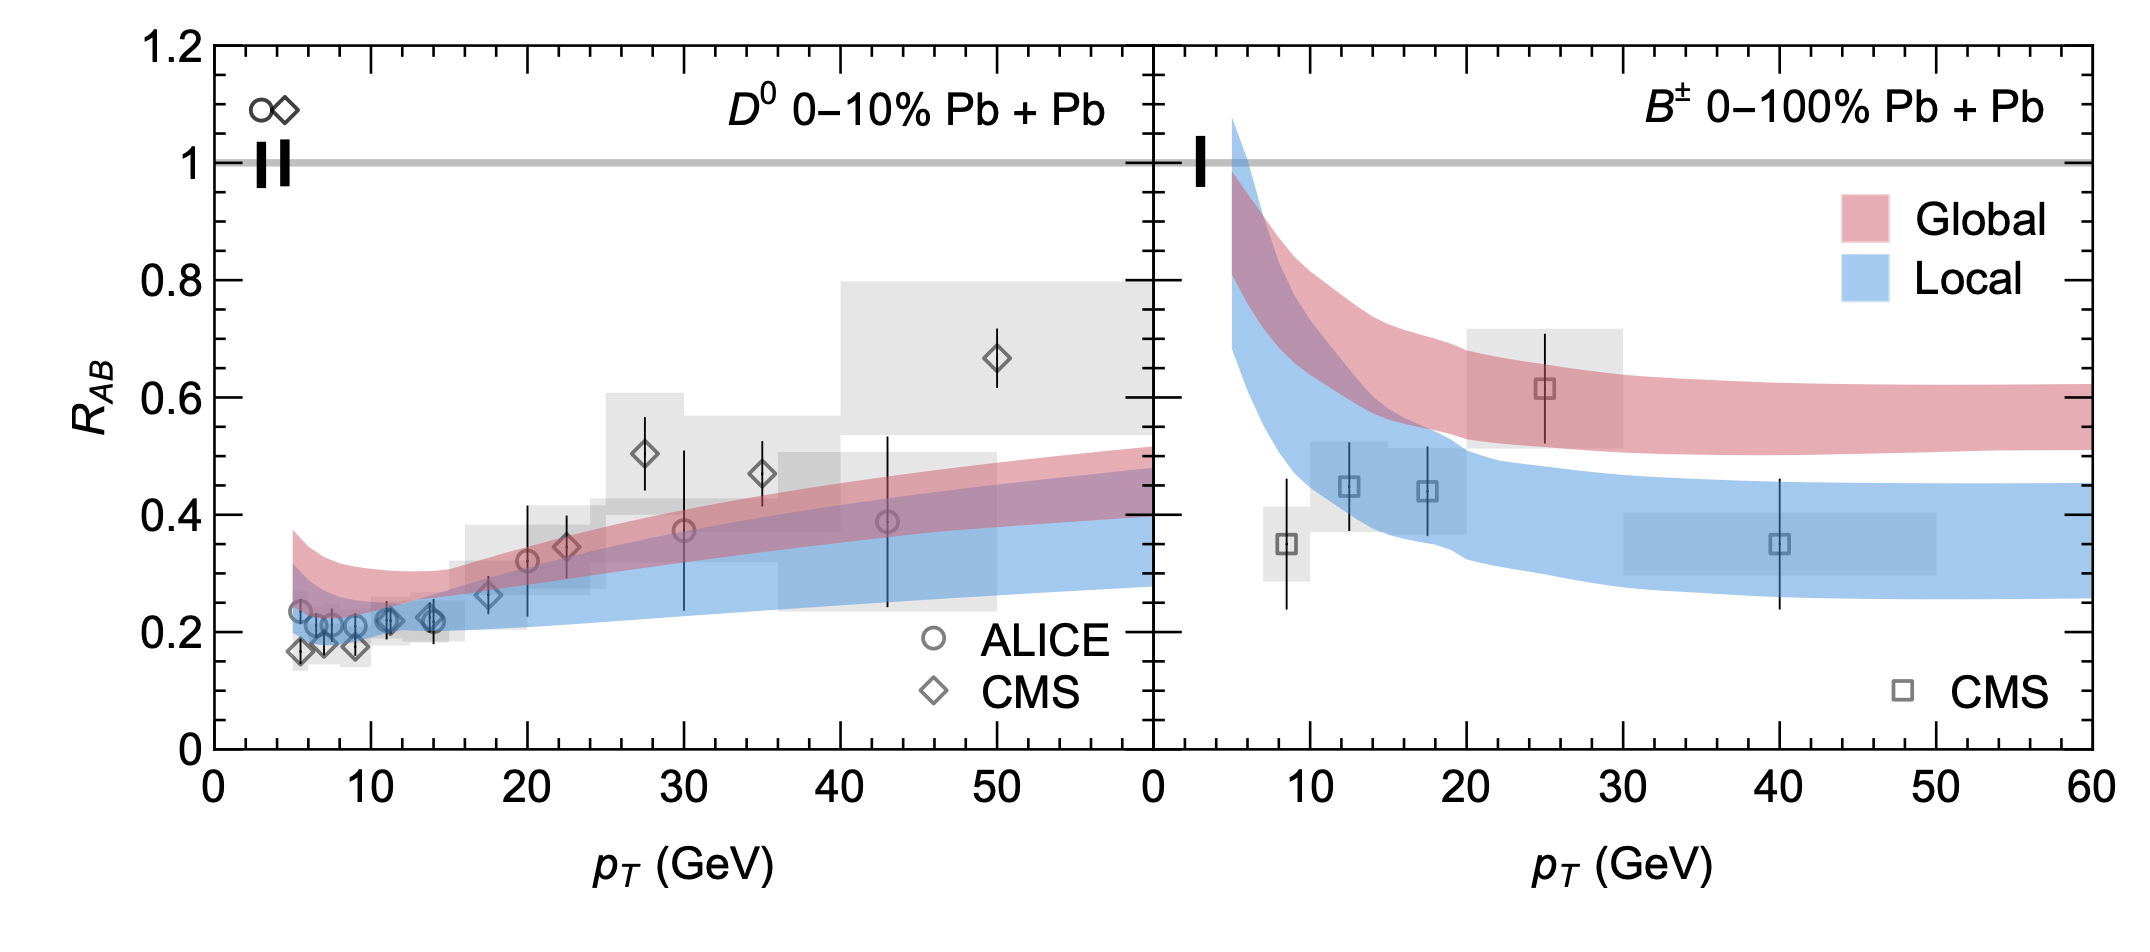 1.2
1
0.8
0.6
0.4
0.2
0
R_AB
D⁰ 0–10% Pb + Pb
ALICE
CMS
0 10 20 30 40 50
p_T (GeV)
B± 0–100% Pb + Pb
Global
Local
CMS
0 10 20 30 40 50 60
p_T (GeV)